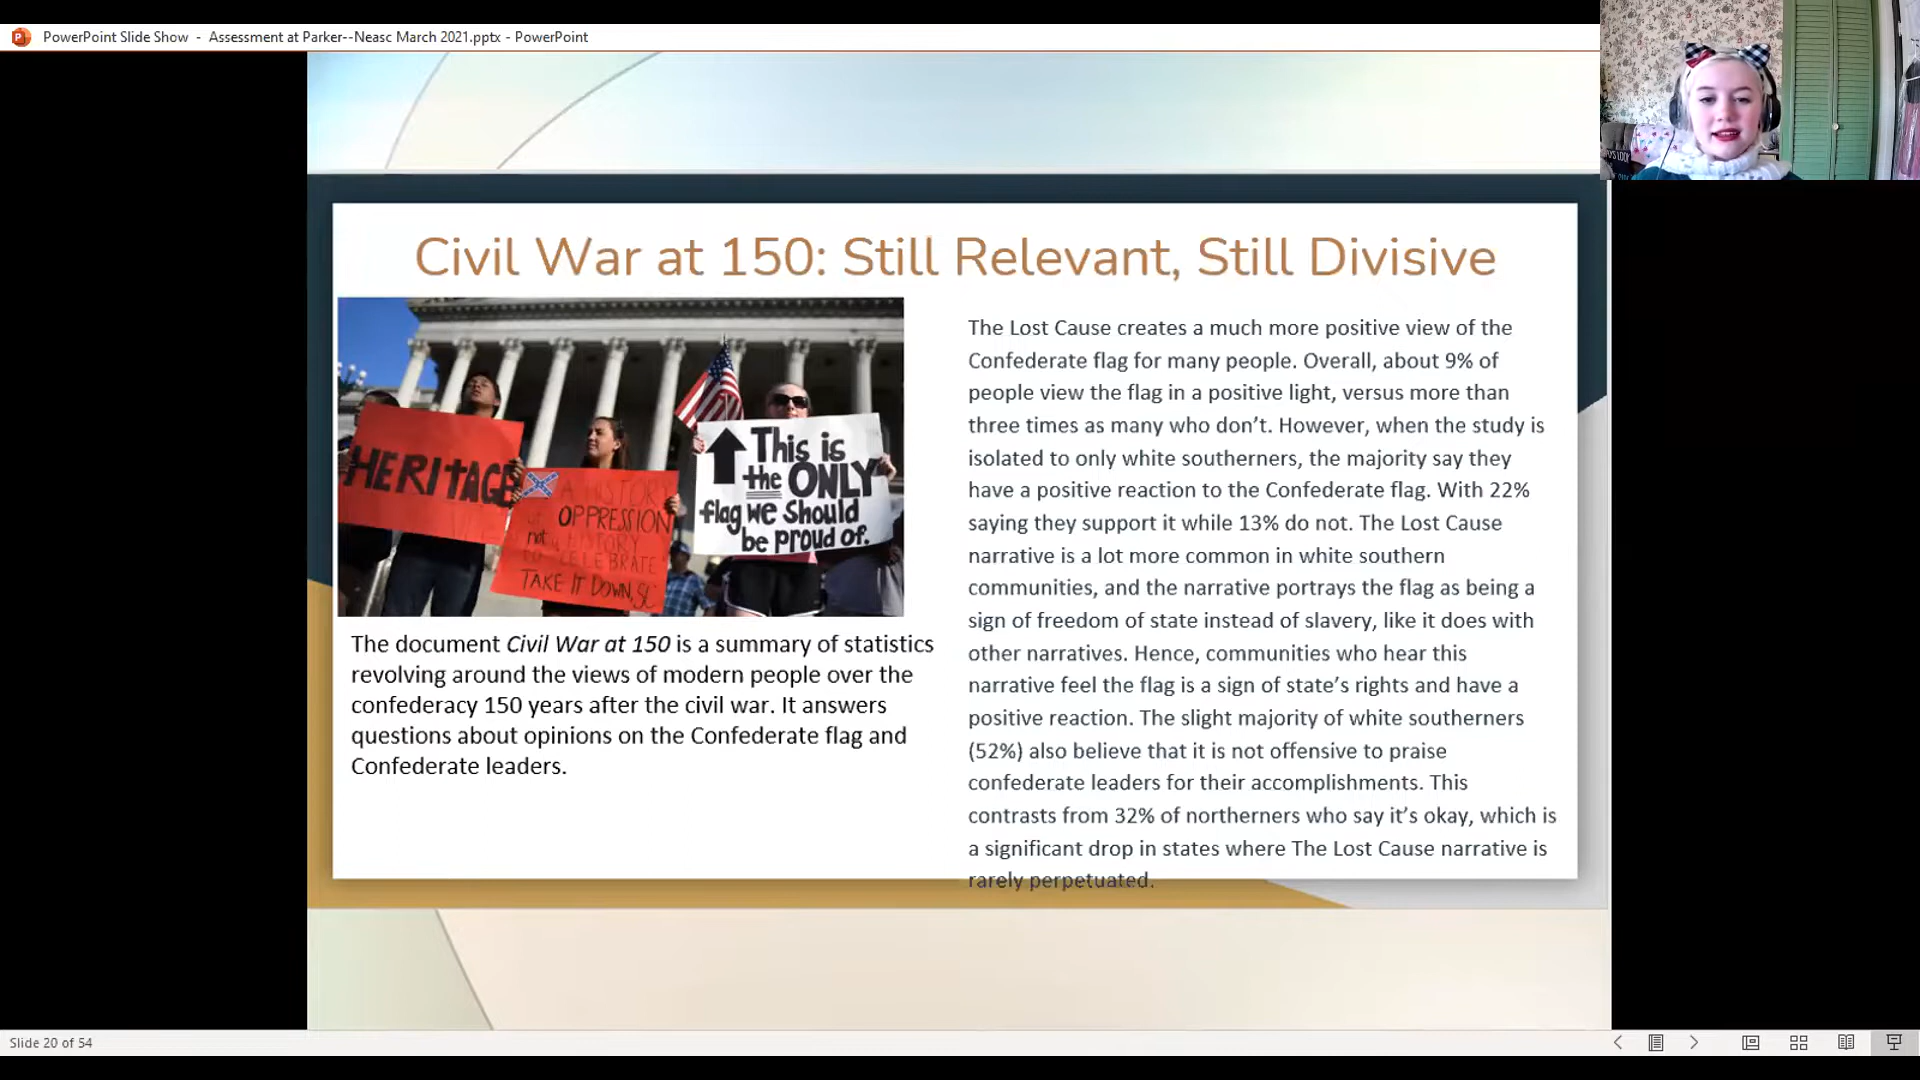 PowerPoint Slide Show - Assessment at Parker--Neasc March 2021.pptx - PowerPoint
Civil War at 150: Still Relevant, Still Divisive
HERITAGE
A HISTORY
of
OPPRESSION
not a HISTORY
to CELEBRATE
TAKE IT DOWN, SC
This is
the ONLY
flag we Should
be proud of.
The document Civil War at 150 is a summary of statistics
revolving around the views of modern people over the
confederacy 150 years after the civil war. It answers
questions about opinions on the Confederate flag and
Confederate leaders.
The Lost Cause creates a much more positive view of the
Confederate flag for many people. Overall, about 9% of
people view the flag in a positive light, versus more than
three times as many who don’t. However, when the study is
isolated to only white southerners, the majority say they
have a positive reaction to the Confederate flag. With 22%
saying they support it while 13% do not. The Lost Cause
narrative is a lot more common in white southern
communities, and the narrative portrays the flag as being a
sign of freedom of state instead of slavery, like it does with
other narratives. Hence, communities who hear this
narrative feel the flag is a sign of state’s rights and have a
positive reaction. The slight majority of white southerners
(52%) also believe that it is not offensive to praise
confederate leaders for their accomplishments. This
contrasts from 32% of northerners who say it’s okay, which is
a significant drop in states where The Lost Cause narrative is
rarely perpetuated.
Slide 20 of 54